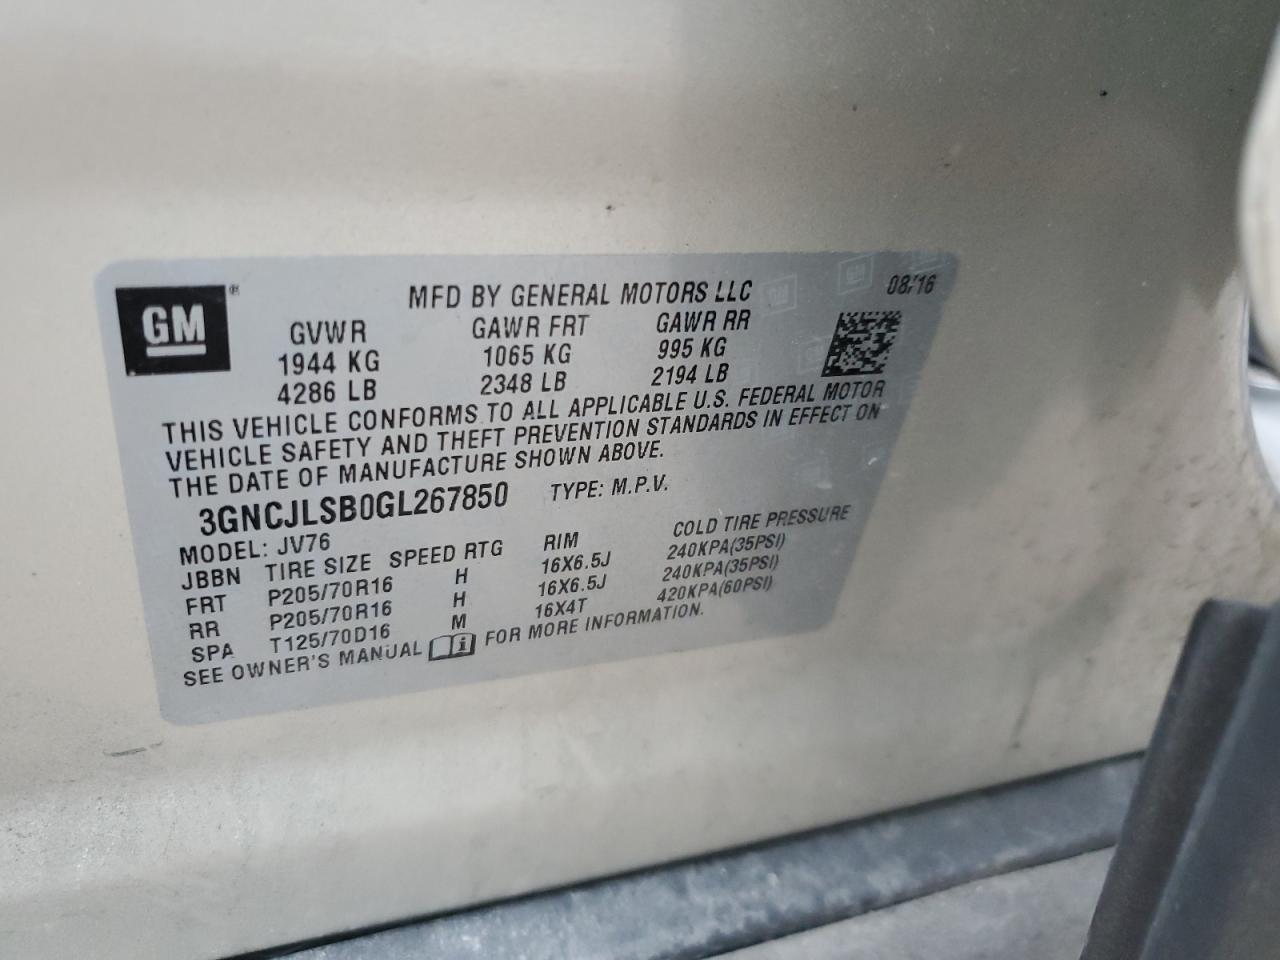 GM ®
MFD BY GENERAL MOTORS LLC 08/16
GVWR GAWR FRT GAWR RR
1944 KG 1065 KG 995 KG
4286 LB 2348 LB 2194 LB
THIS VEHICLE CONFORMS TO ALL APPLICABLE U.S. FEDERAL MOTOR
VEHICLE SAFETY AND THEFT PREVENTION STANDARDS IN EFFECT ON
THE DATE OF MANUFACTURE SHOWN ABOVE.
3GNCJLSB0GL267850 TYPE: M.P.V.
MODEL: JV76
JBBN TIRE SIZE SPEED RTG RIM COLD TIRE PRESSURE
FRT P205/70R16 H 16X6.5J 240KPA(35PSI)
RR P205/70R16 H 16X6.5J 240KPA(35PSI)
SPA T125/70D16 M 16X4T 420KPA(60PSI)
SEE OWNER'S MANUAL i FOR MORE INFORMATION.